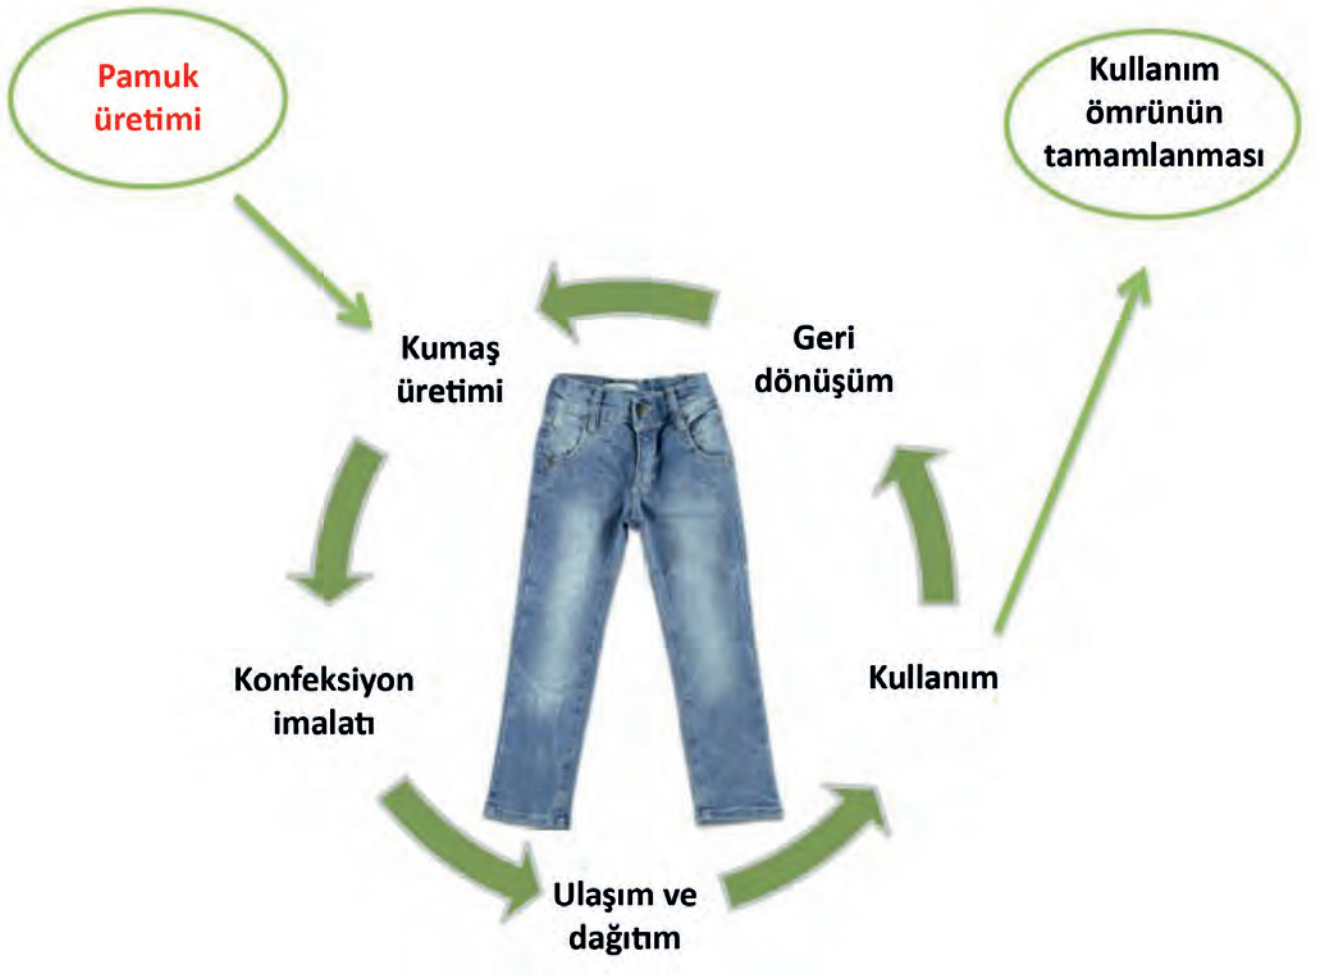 Pamuk
üretimi
Kullanım
ömrünün
tamamlanması
Kumaş
üretimi
Geri
dönüşüm
Konfeksiyon
imalatı
Kullanım
Ulaşım ve
dağıtım